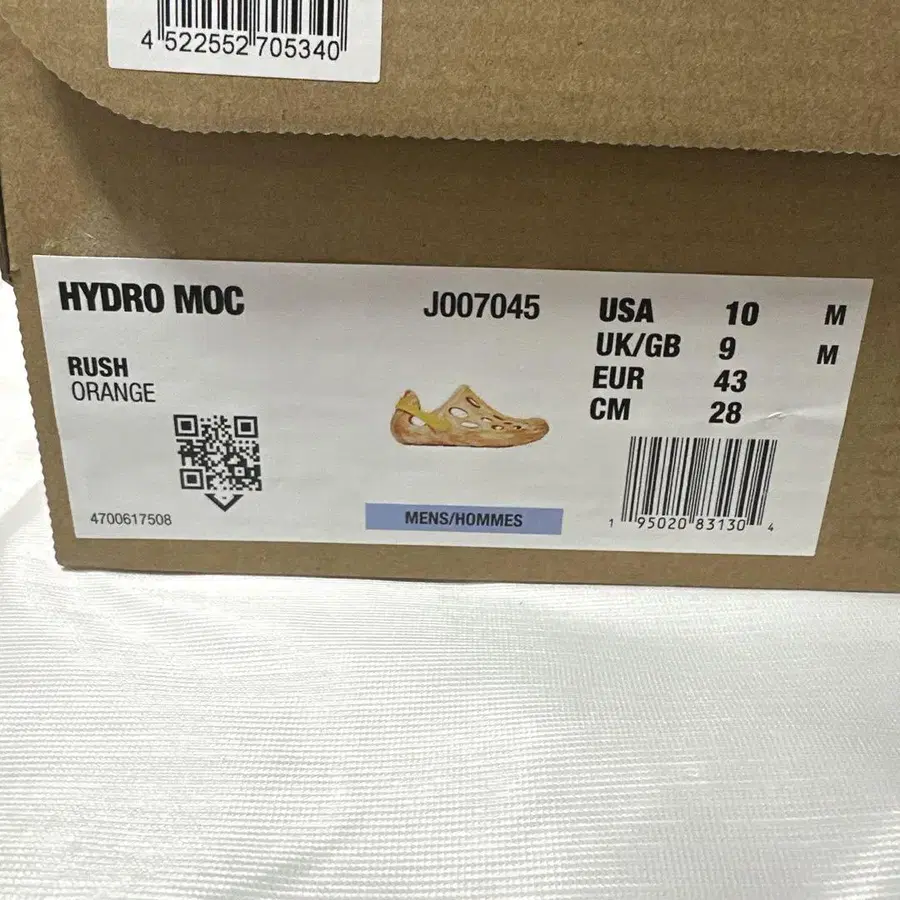 4 522552 705340
HYDRO MOC
J007045
RUSH
ORANGE
4700617508
MENS/HOMMES
USA 10 M
UK/GB 9 M
EUR 43
CM 28
1 95020 83130 4